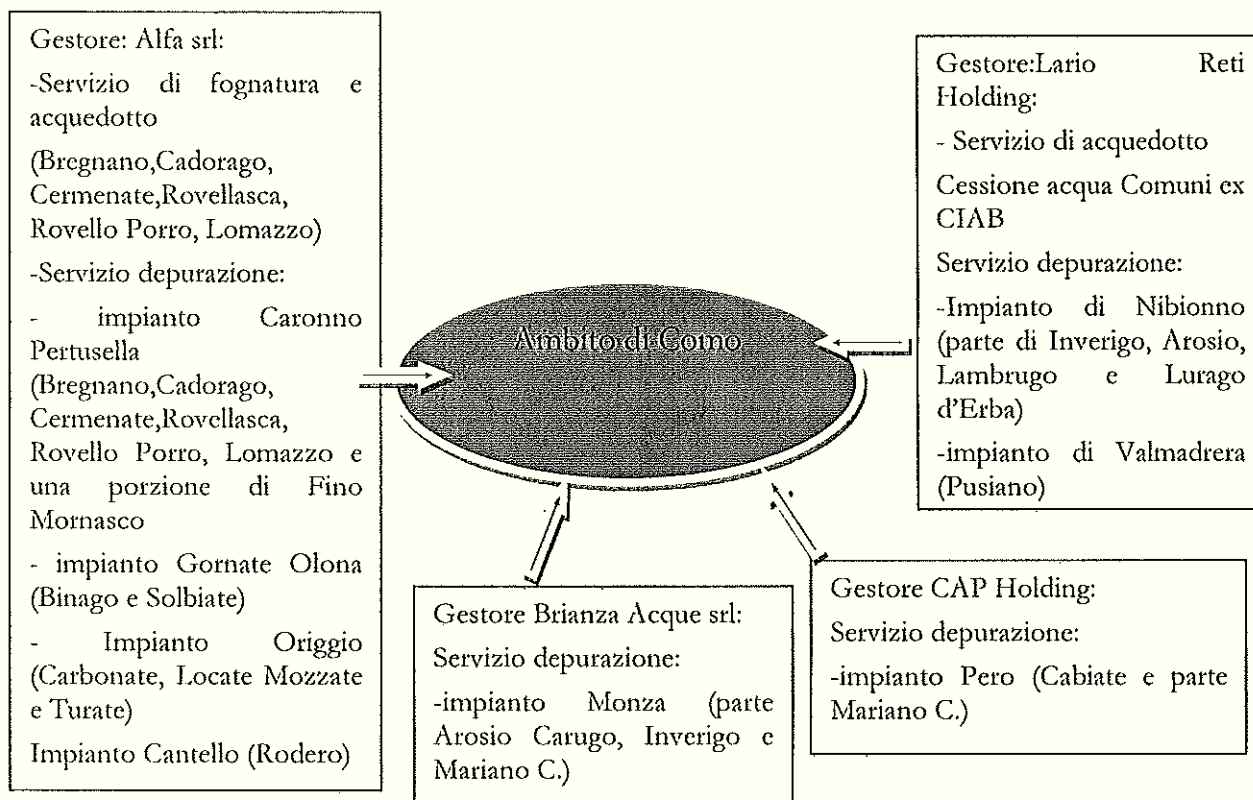 Gestore: Alfa srl:
-Servizio di fognatura e
acquedotto
(Bregnano,Cadorago,
Cermenate,Rovellasca,
Rovello Porro, Lomazzo)
-Servizio depurazione:
- impianto Caronno
Pertusella
(Bregnano,Cadorago,
Cermenate,Rovellasca,
Rovello Porro, Lomazzo e
una porzione di Fino
Mornasco
- impianto Gornate Olona
(Binago e Solbiate)
- Impianto Origgio
(Carbonate, Locate Mozzate
e Turate)
Impianto Cantello (Rodero)
Ambito di Como
Gestore:Lario Reti
Holding:
- Servizio di acquedotto
Cessione acqua Comuni ex
CIAB
Servizio depurazione:
-Impianto di Nibionno
(parte di Inverigo, Arosio,
Lambrugo e Lurago
d'Erba)
-impianto di Valmadrera
(Pusiano)
Gestore Brianza Acque srl:
Servizio depurazione:
-impianto Monza (parte
Arosio Carugo, Inverigo e
Mariano C.)
Gestore CAP Holding:
Servizio depurazione:
-impianto Pero (Cabiate e parte
Mariano C.)